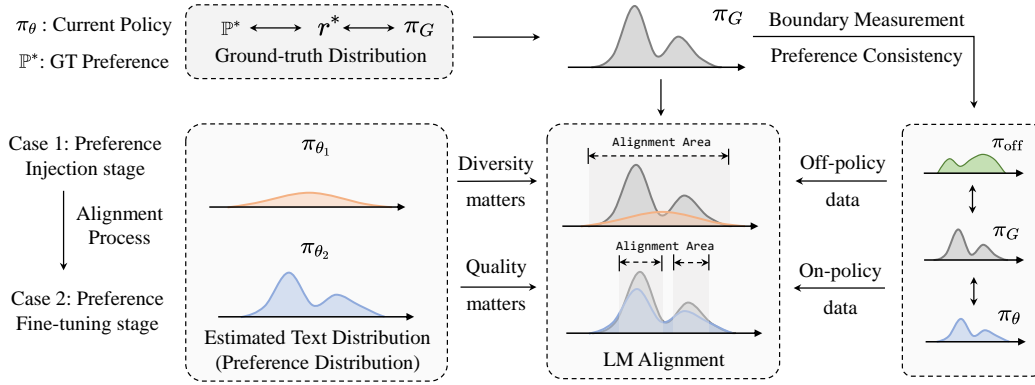 π_θ : Current Policy
ℙ* : GT Preference
ℙ* r* π_G
Ground-truth Distribution
π_G
Boundary Measurement
Preference Consistency
Case 1: Preference
Injection stage
Alignment
Process
Case 2: Preference
Fine-tuning stage
π_θ₁
π_θ₂
Estimated Text Distribution
(Preference Distribution)
Diversity
matters
Quality
matters
Alignment Area
Alignment Area
LM Alignment
Off-policy
data
On-policy
data
π_off
π_G
π_θ